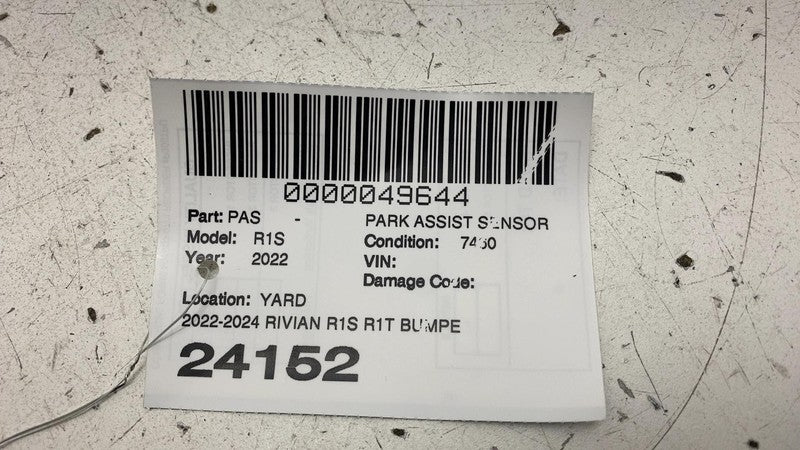 0000049644
Part: PAS - PARK ASSIST SENSOR
Model: R1S Condition: 7460
Year: 2022 VIN:
Damage Code:
Location: YARD
2022-2024 RIVIAN R1S R1T BUMPE
24152